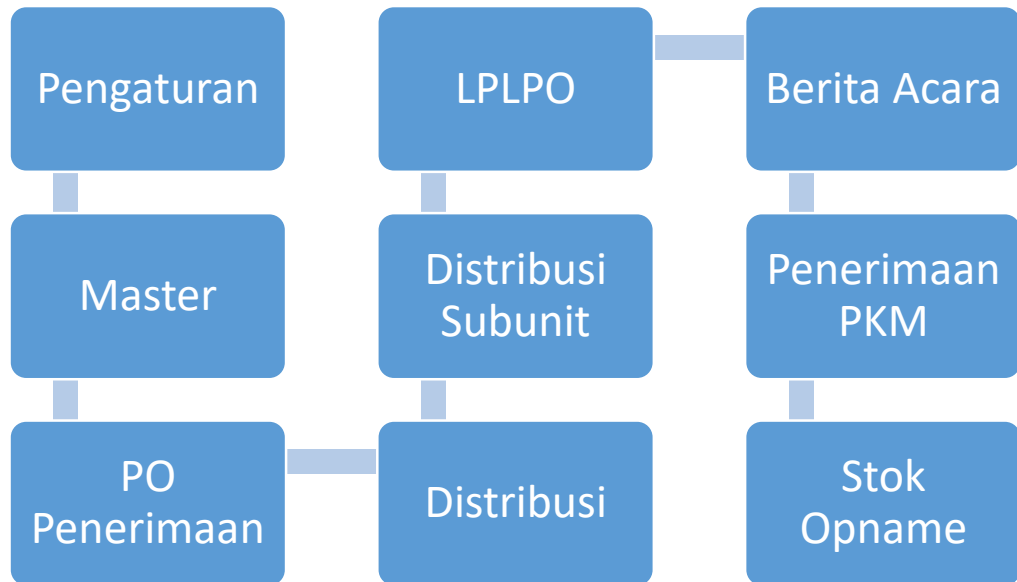 Pengaturan
Master
PO
Penerimaan
Distribusi
Distribusi
Subunit
LPLPO
Berita Acara
Penerimaan
PKM
Stok
Opname